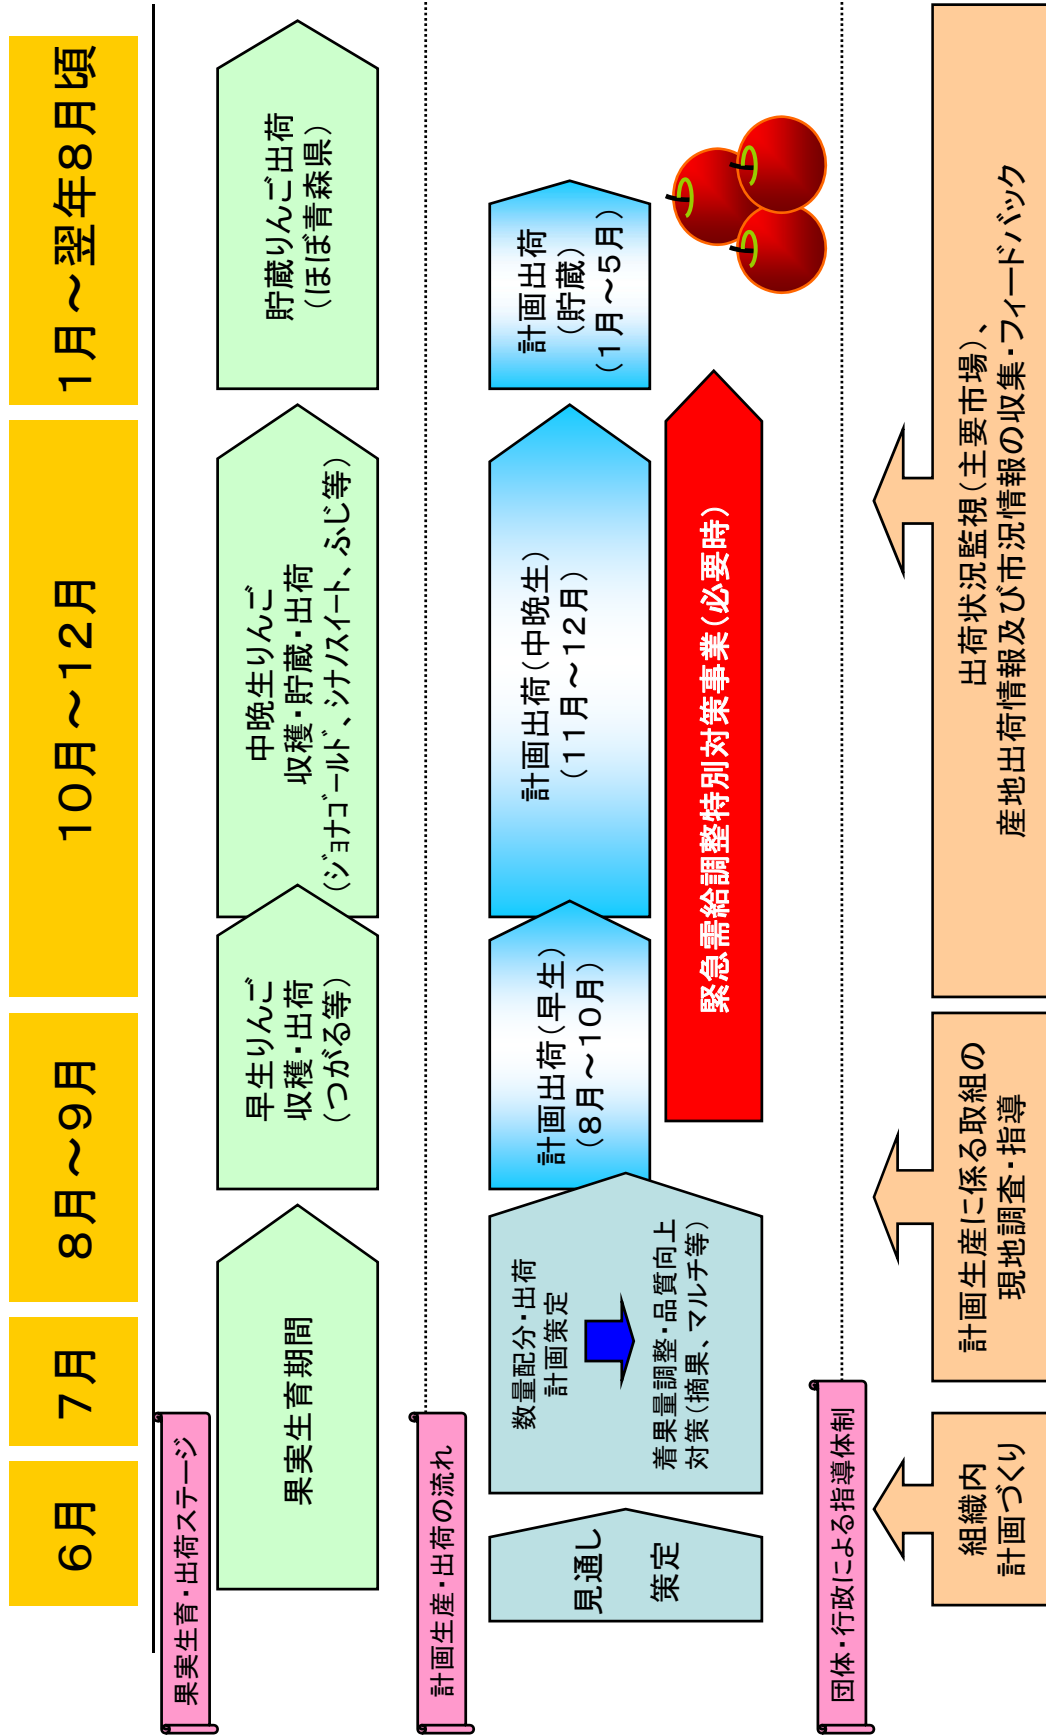 6月
7月
8月～9月
10月～12月
1月～翌年8月頃
果実生育・出荷ステージ
果実生育期間
早生りんご
収穫・出荷
(つがる等)
中晩生りんご
収穫・貯蔵・出荷
(ジョナゴールド、シナノスイート、ふじ等)
貯蔵りんご出荷
(ほぼ青森県)
計画生産・出荷の流れ
見通し
策定
数量配分・出荷
計画策定
着果量調整・品質向上
対策(摘果、マルチ等)
計画出荷(早生)
(8月～10月)
計画出荷(中晩生)
(11月～12月)
計画出荷
(貯蔵)
(1月～5月)
緊急需給調整特別対策事業(必要時)
団体・行政による指導体制
組織内
計画づくり
計画生産に係る取組の
現地調査・指導
出荷状況監視(主要市場)、
産地出荷情報及び市況情報の収集・フィードバック